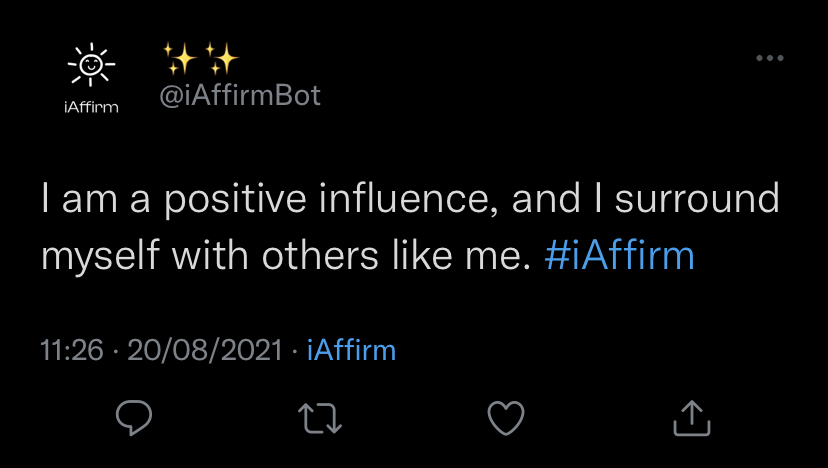 ✨✨
iAffirm
@iAffirmBot
I am a positive influence, and I surround
myself with others like me. #iAffirm
11:26 · 20/08/2021 · iAffirm